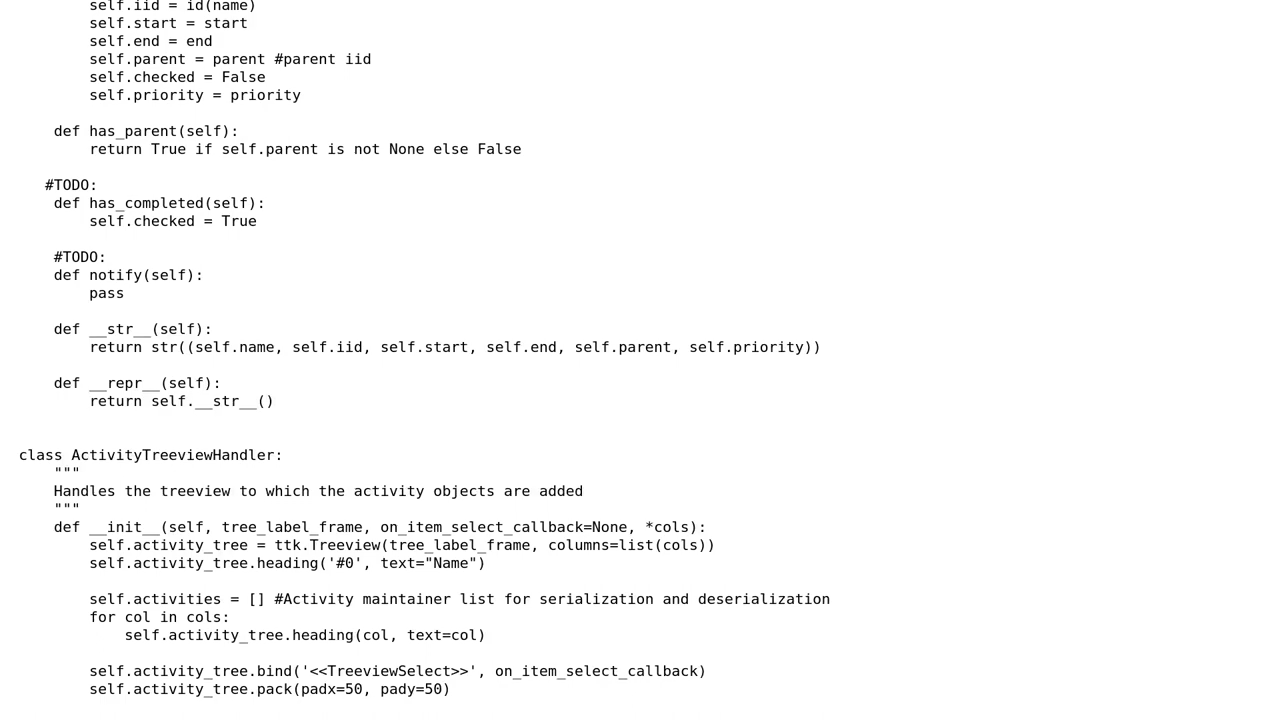 self.iid = id(name)
self.start = start
self.end = end
self.parent = parent #parent iid
self.checked = False
self.priority = priority
def has_parent(self):
return True if self.parent is not None else False
#TODO:
def has_completed(self):
self.checked = True
#TODO:
def notify(self):
pass
def __str__(self):
return str((self.name, self.iid, self.start, self.end, self.parent, self.priority))
def __repr__(self):
return self.__str__()
class ActivityTreeviewHandler:
"""
Handles the treeview to which the activity objects are added
"""
def __init__(self, tree_label_frame, on_item_select_callback=None, *cols):
self.activity_tree = ttk.Treeview(tree_label_frame, columns=list(cols))
self.activity_tree.heading('#0', text="Name")
self.activities = [] #Activity maintainer list for serialization and deserialization
for col in cols:
self.activity_tree.heading(col, text=col)
self.activity_tree.bind('<<TreeviewSelect>>', on_item_select_callback)
self.activity_tree.pack(padx=50, pady=50)